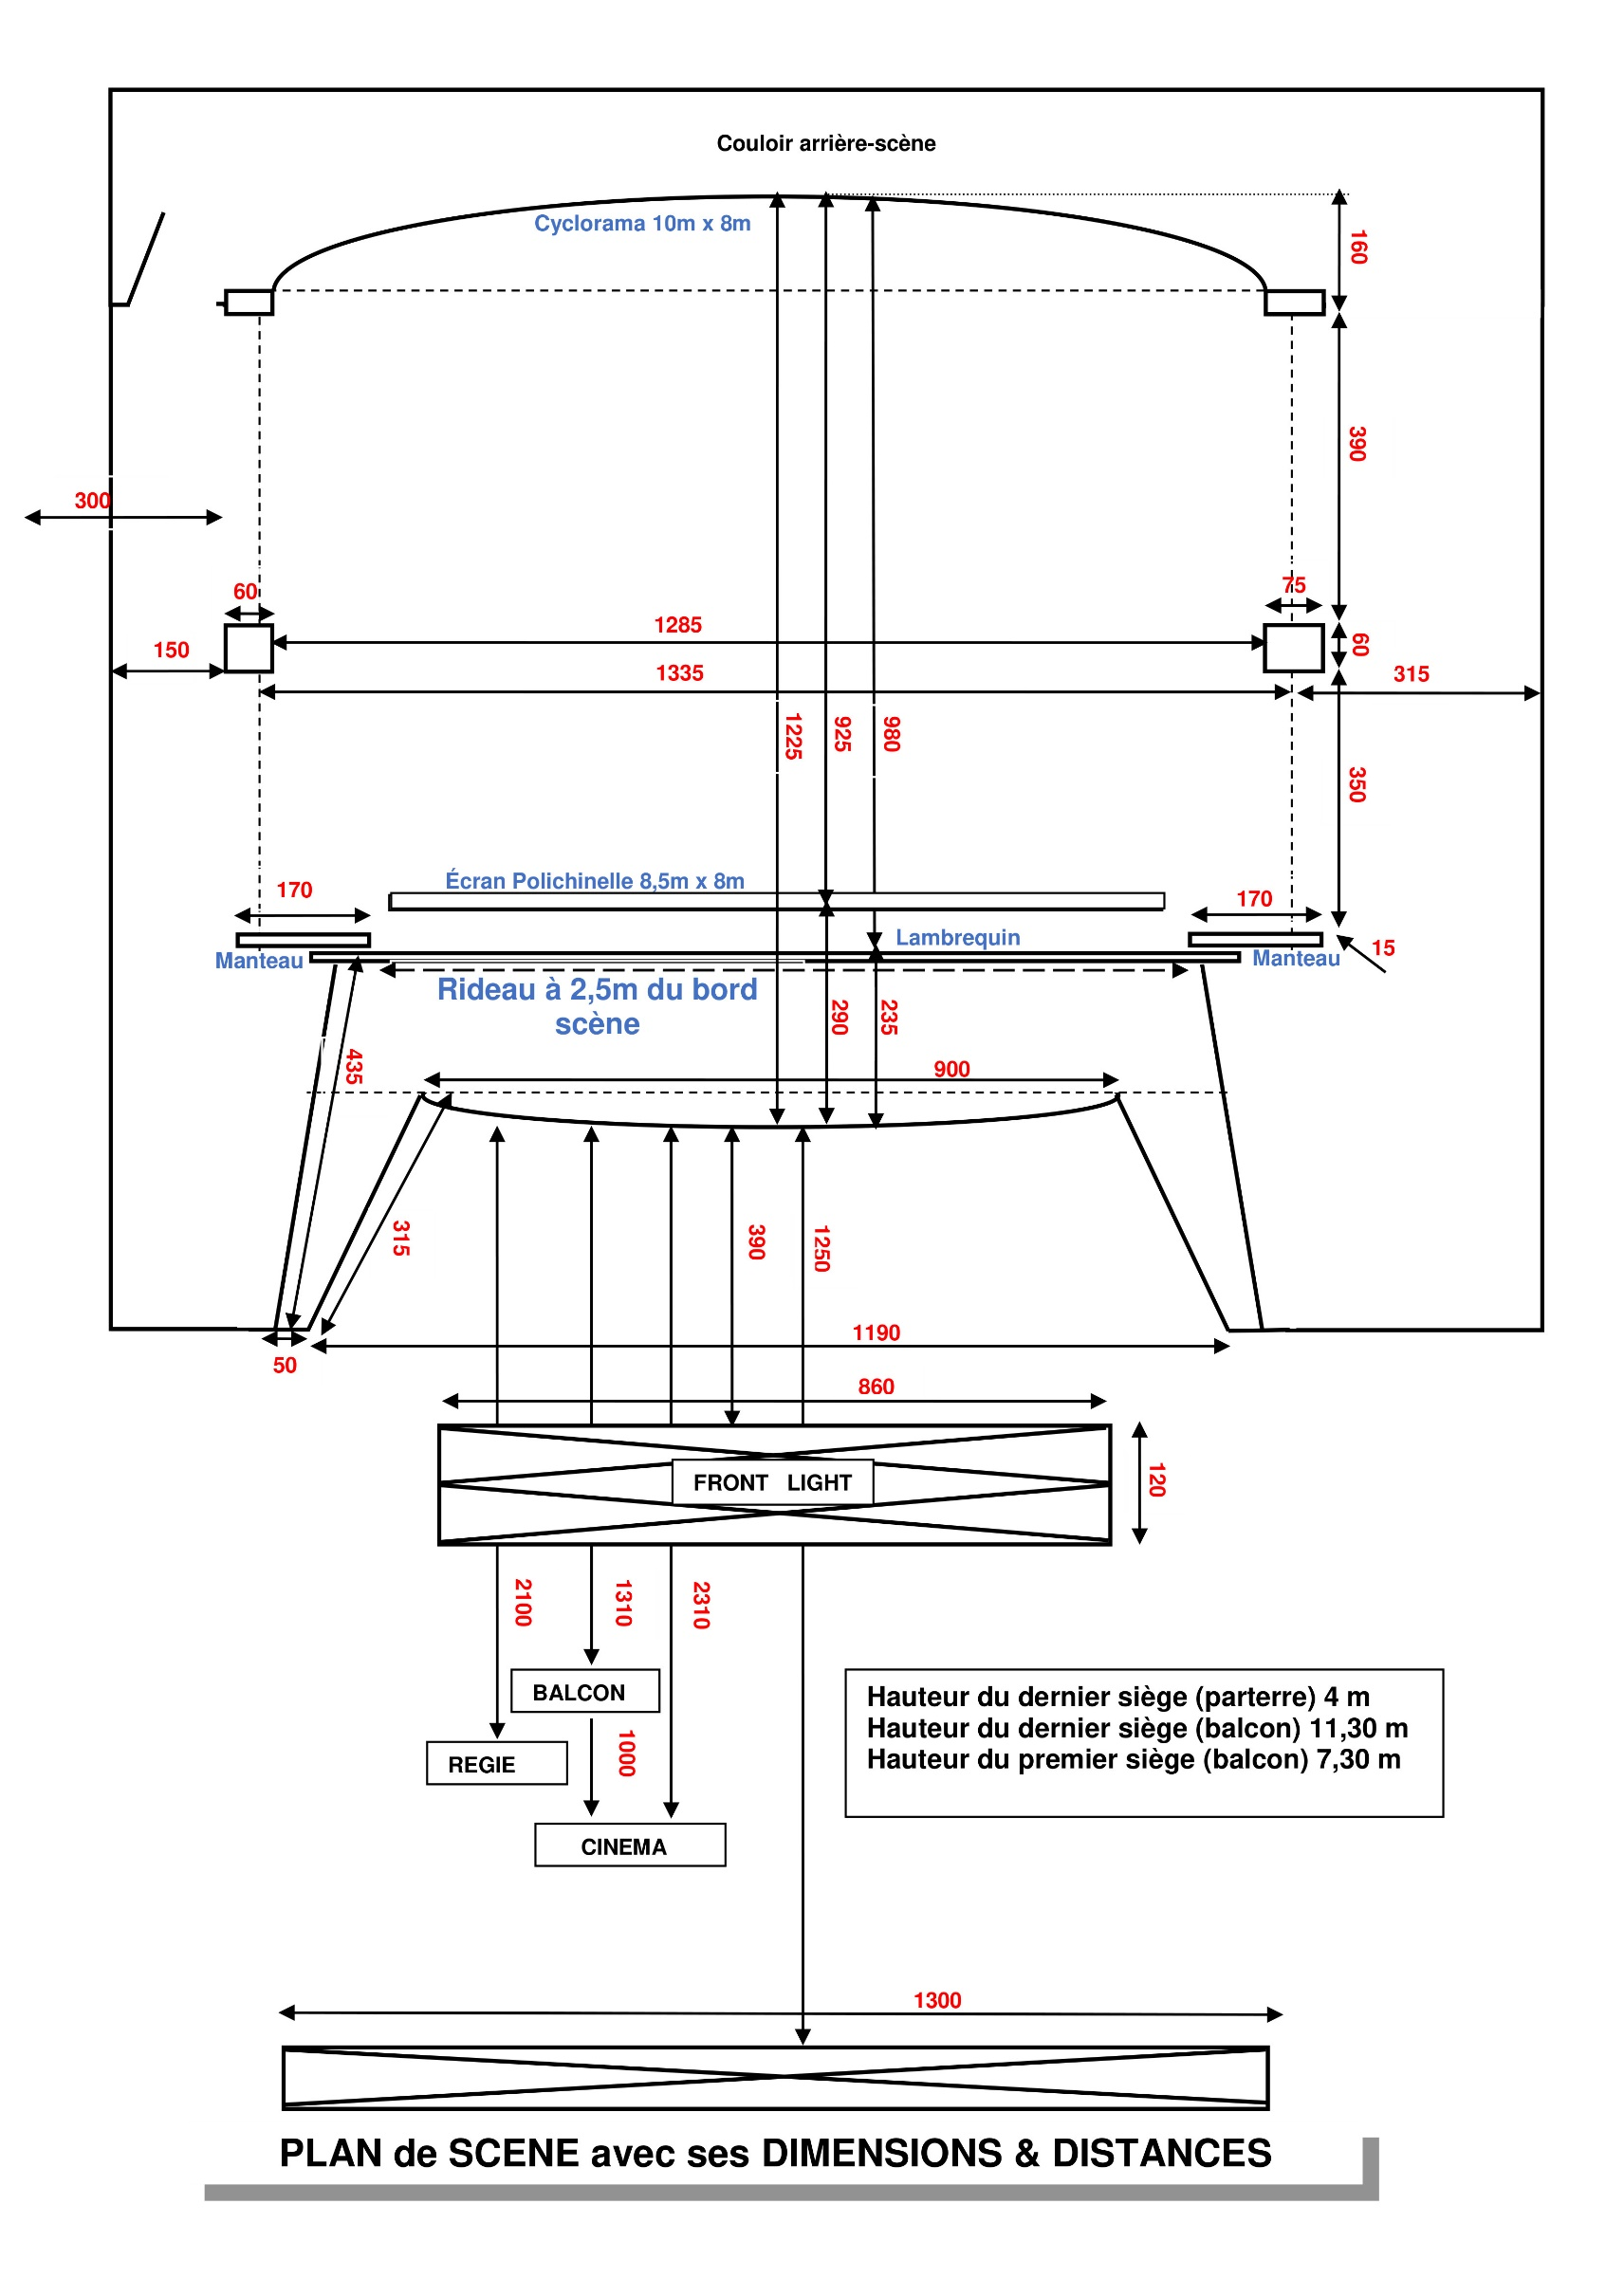 Couloir arrière-scène
Cyclorama 10m x 8m
160
390
300
60
75
1285
60
150
1335
315
1225
925
980
350
Écran Polichinelle 8,5m x 8m
170
170
Lambrequin
15
Manteau
Manteau
Rideau à 2,5m du bord
scène
290
235
435
900
315
390
1250
1190
50
860
FRONT LIGHT
120
2100
1310
2310
BALCON
1000
REGIE
CINEMA
Hauteur du dernier siège (parterre) 4 m
Hauteur du dernier siège (balcon) 11,30 m
Hauteur du premier siège (balcon) 7,30 m
1300
PLAN de SCENE avec ses DIMENSIONS & DISTANCES